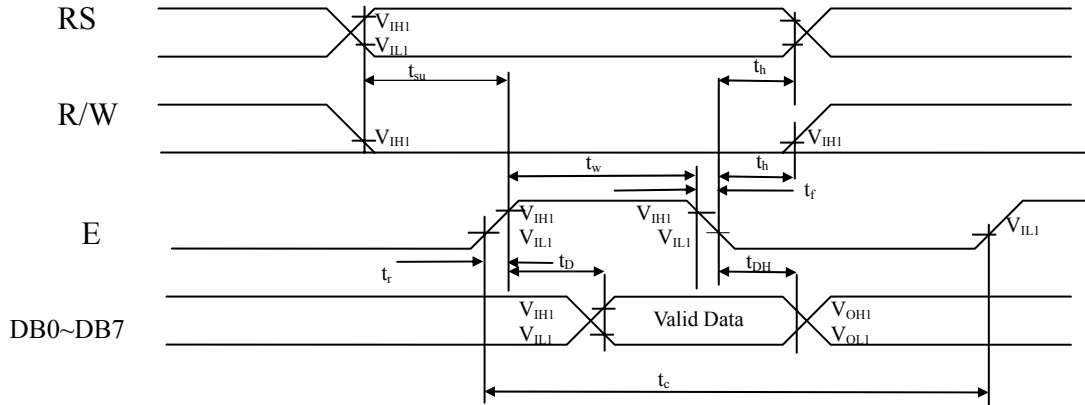 RS
V_IH1
V_IL1
t_su
t_h
R/W
V_IH1
V_IH1
t_w
t_h
t_f
E
V_IH1
V_IL1
V_IH1
V_IL1
V_IL1
t_r
t_D
t_DH
DB0~DB7
V_IH1
V_IL1
Valid Data
V_OH1
V_OL1
t_c